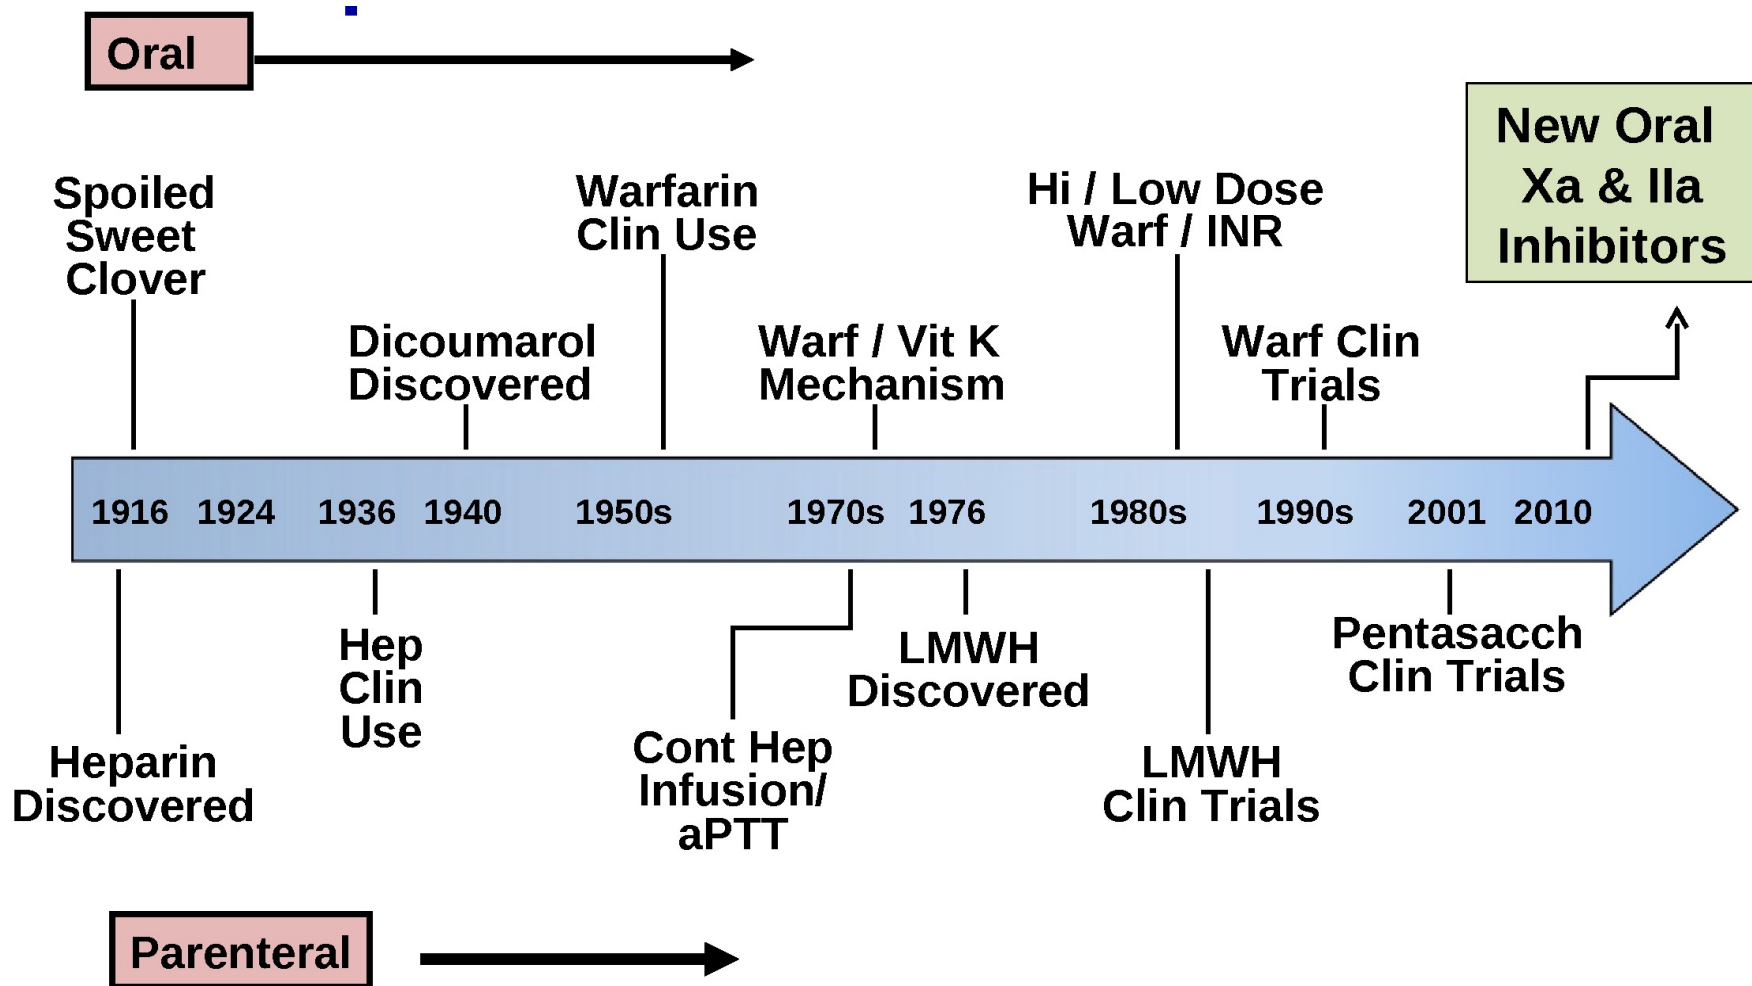 Oral
New Oral
Xa & IIa
Inhibitors
Spoiled
Sweet
Clover
Warfarin
Clin Use
Hi / Low Dose
Warf / INR
Dicoumarol
Discovered
Warf / Vit K
Mechanism
Warf Clin
Trials
1916 1924 1936 1940 1950s 1970s 1976 1980s 1990s 2001 2010
Heparin
Discovered
Hep
Clin
Use
Cont Hep
Infusion/
aPTT
LMWH
Discovered
LMWH
Clin Trials
Pentasacch
Clin Trials
Parenteral